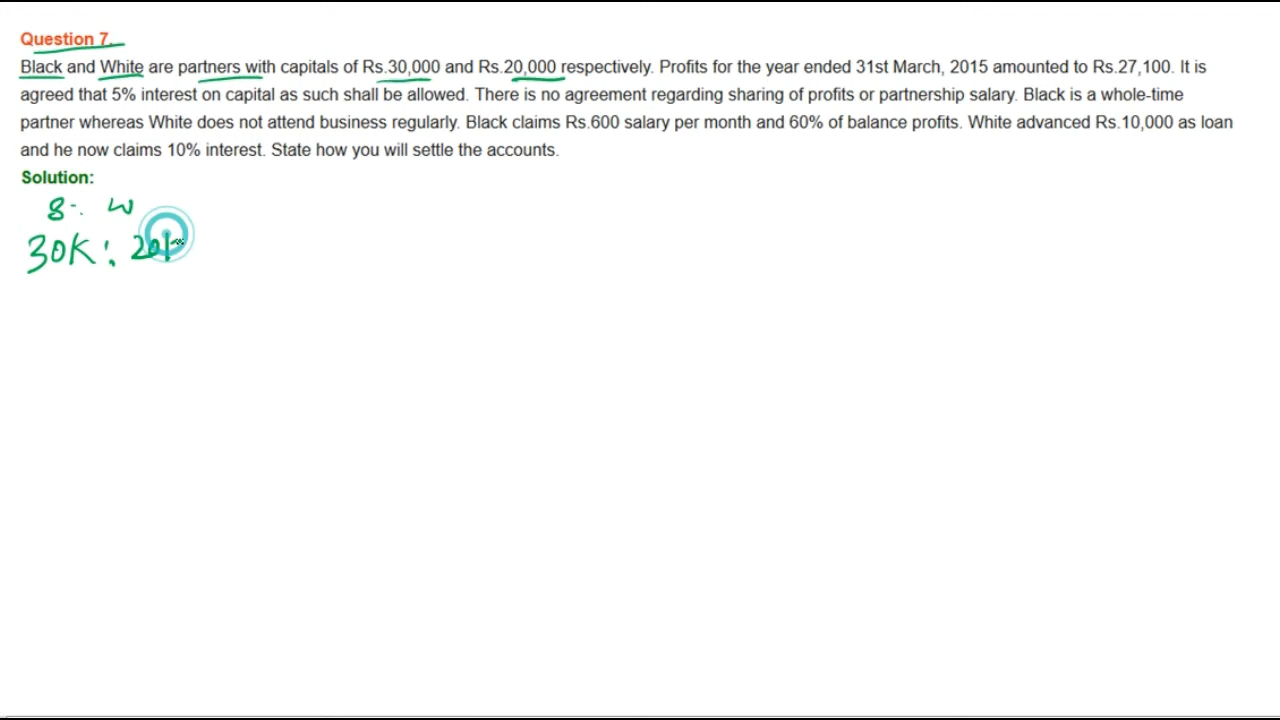 Question 7.
Black and White are partners with capitals of Rs.30,000 and Rs.20,000 respectively. Profits for the year ended 31st March, 2015 amounted to Rs.27,100. It is
agreed that 5% interest on capital as such shall be allowed. There is no agreement regarding sharing of profits or partnership salary. Black is a whole-time
partner whereas White does not attend business regularly. Black claims Rs.600 salary per month and 60% of balance profits. White advanced Rs.10,000 as loan
and he now claims 10% interest. State how you will settle the accounts.
Solution:
W
30K : 20